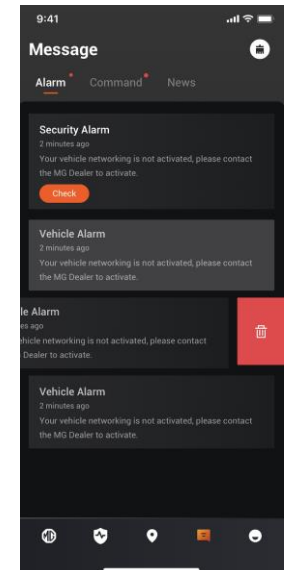 9:41
Message
Alarm
Command
News
Security Alarm
2 minutes ago
Your vehicle networking is not activated, please contact
the MG Dealer to activate.
Check
Vehicle Alarm
2 minutes ago
Your vehicle networking is not activated, please contact
the MG Dealer to activate.
le Alarm
es ago
ehicle networking is not activated, please contact
Dealer to activate.
Vehicle Alarm
2 minutes ago
Your vehicle networking is not activated, please contact
the MG Dealer to activate.
MG